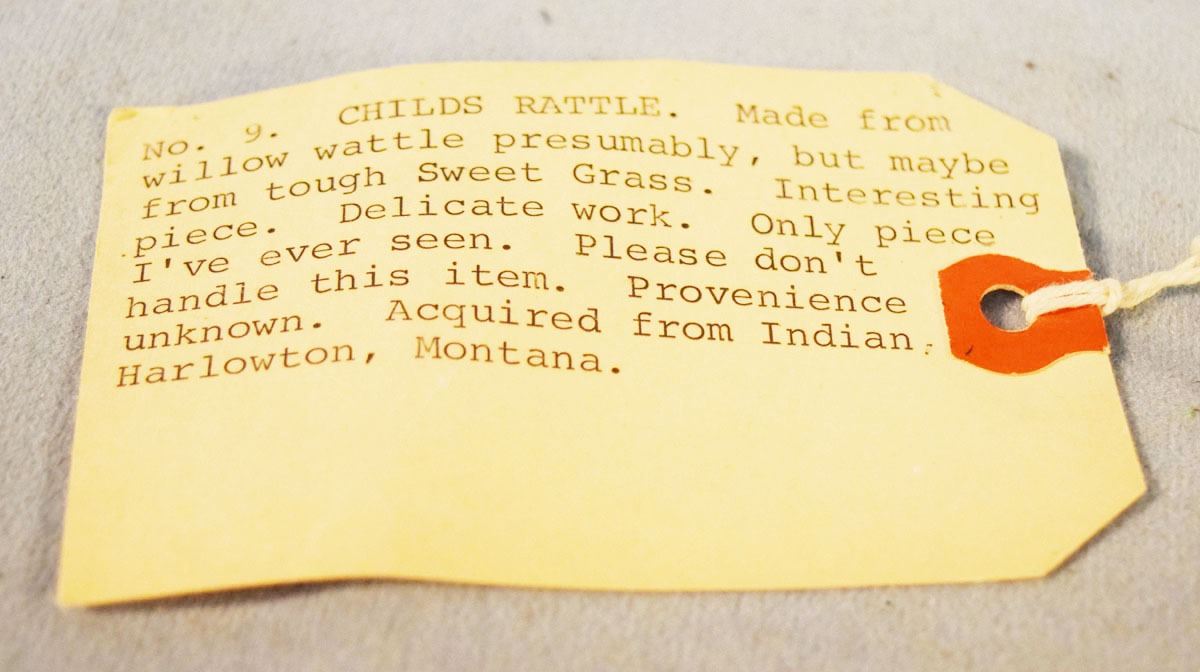 No. 9.   CHILDS RATTLE.   Made from
willow wattle presumably, but maybe
from tough Sweet Grass.   Interesting
piece.   Delicate work.   Only piece
I've ever seen.   Please don't
handle this item.   Provenience
unknown.   Acquired from Indian.
Harlowton, Montana.